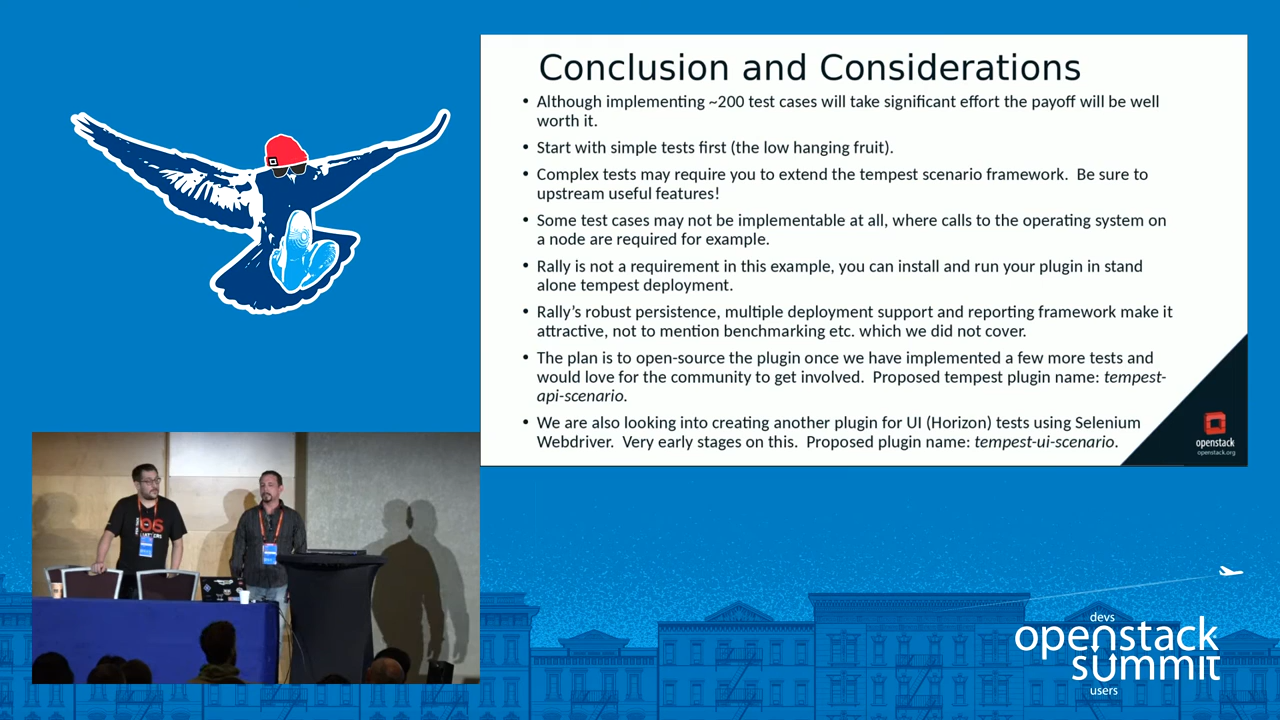 Conclusion and Considerations
• Although implementing ~200 test cases will take significant effort the payoff will be well
worth it.
• Start with simple tests first (the low hanging fruit).
• Complex tests may require you to extend the tempest scenario framework.  Be sure to
upstream useful features!
• Some test cases may not be implementable at all, where calls to the operating system on
a node are required for example.
• Rally is not a requirement in this example, you can install and run your plugin in stand
alone tempest deployment.
• Rally's robust persistence, multiple deployment support and reporting framework make it
attractive, not to mention benchmarking etc. which we did not cover.
• The plan is to open-source the plugin once we have implemented a few more tests and
would love for the community to get involved.  Proposed tempest plugin name: tempest-
api-scenario.
• We are also looking into creating another plugin for UI (Horizon) tests using Selenium
Webdriver.  Very early stages on this.  Proposed plugin name: tempest-ui-scenario.
openstack
openstack.org
devs
openstack
summit
users